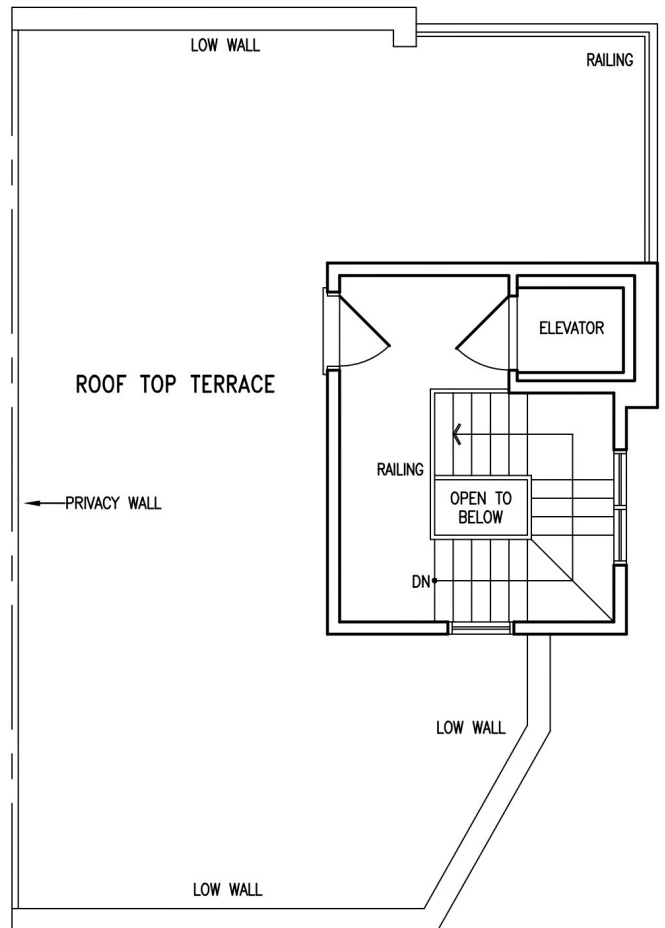 LOW WALL
RAILING
ELEVATOR
ROOF TOP TERRACE
RAILING
PRIVACY WALL
OPEN TO
BELOW
DN
LOW WALL
LOW WALL